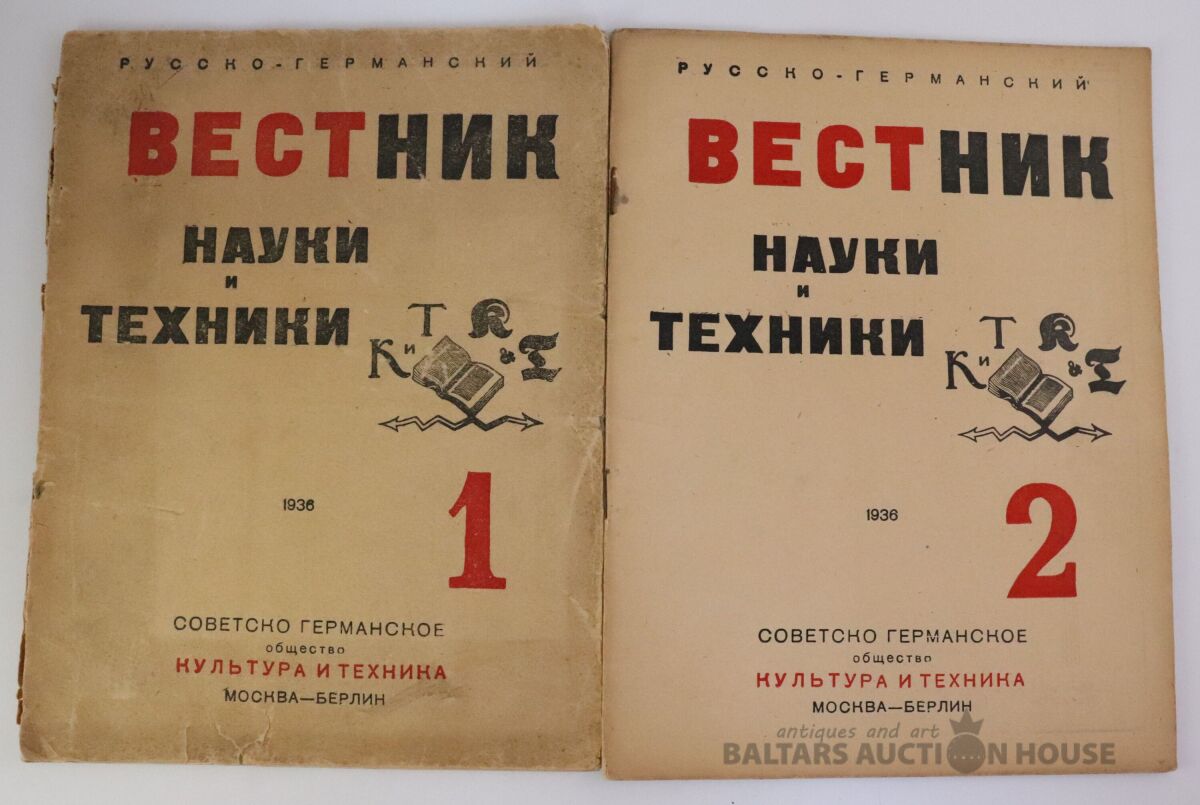 РУССКО-ГЕРМАНСКИЙ
ВЕСТНИК
НАУКИ
и
ТЕХНИКИ
К и Т K & T
1936
1
СОВЕТСКО ГЕРМАНСКОЕ
общество
КУЛЬТУРА И ТЕХНИКА
МОСКВА—БЕРЛИН
РУССКО-ГЕРМАНСКИЙ
ВЕСТНИК
НАУКИ
и
ТЕХНИКИ
К и Т K & T
1936
2
СОВЕТСКО ГЕРМАНСКОЕ
общество
КУЛЬТУРА И ТЕХНИКА
МОСКВА—БЕРЛИН
antiques and art
BALTARS AUCTION HOUSE